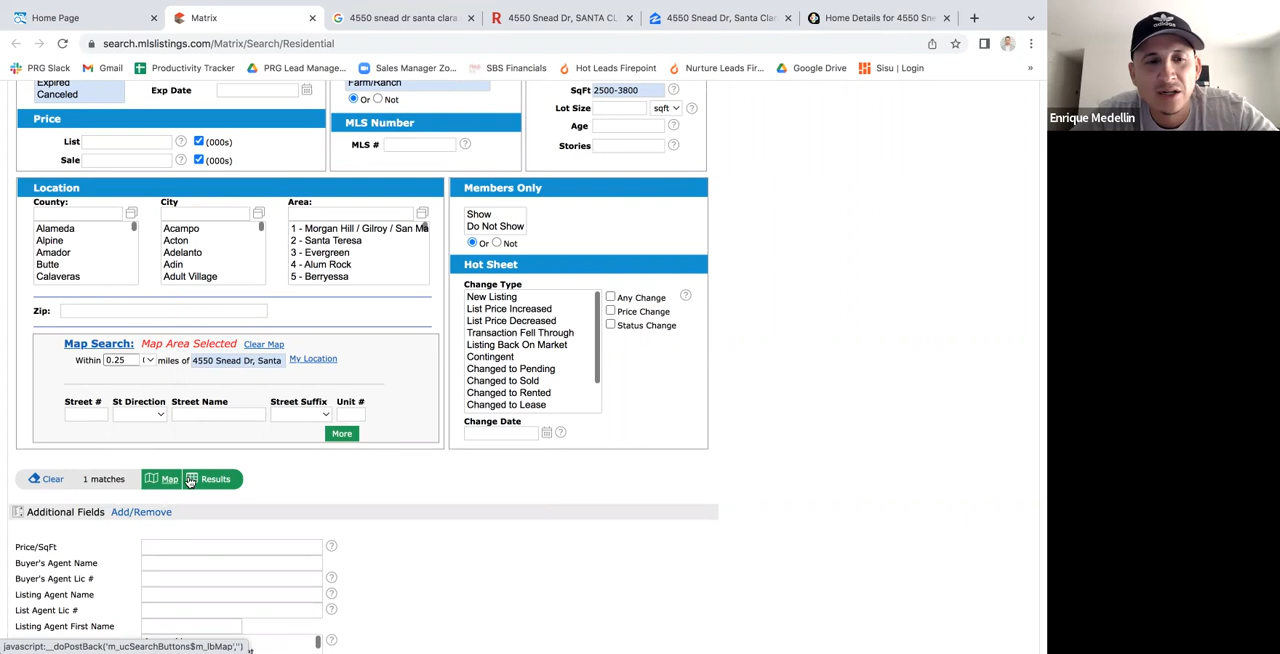 Home Page
Matrix
4550 snead dr santa clara
4550 Snead Dr, SANTA CL
4550 Snead Dr, Santa Clar
Home Details for 4550 Sne
search.mlslistings.com/Matrix/Search/Residential
PRG Slack
Gmail
Productivity Tracker
PRG Lead Manage...
Sales Manager Zo...
SBS Financials
Hot Leads Firepoint
Nurture Leads Fir...
Google Drive
Sisu | Login
Enrique Medellin
Expired
Canceled
Exp Date
Farm/Ranch
Or Not
SqFt 2500-3800
Lot Size sqft
Age
Stories
Price
List (000s)
Sale (000s)
MLS Number
MLS #
Location
County:
City
Area:
Alameda
Alpine
Amador
Butte
Calaveras
Acampo
Acton
Adelanto
Adin
Adult Village
1 - Morgan Hill / Gilroy / San Ma
2 - Santa Teresa
3 - Evergreen
4 - Alum Rock
5 - Berryessa
Zip:
Map Search: Map Area Selected Clear Map
Within 0.25 miles of 4550 Snead Dr, Santa My Location
Street # St Direction Street Name Street Suffix Unit #
More
Members Only
Show
Do Not Show
Or Not
Hot Sheet
Change Type
New Listing
List Price Increased
List Price Decreased
Transaction Fell Through
Listing Back On Market
Contingent
Changed to Pending
Changed to Sold
Changed to Rented
Changed to Lease
Any Change
Price Change
Status Change
Change Date
Clear 1 matches Map Results
Additional Fields Add/Remove
Price/SqFt
Buyer's Agent Name
Buyer's Agent Lic #
Listing Agent Name
List Agent Lic #
Listing Agent First Name
javascript:__doPostBack('m_ucSearchButtons$m_lbMap','')